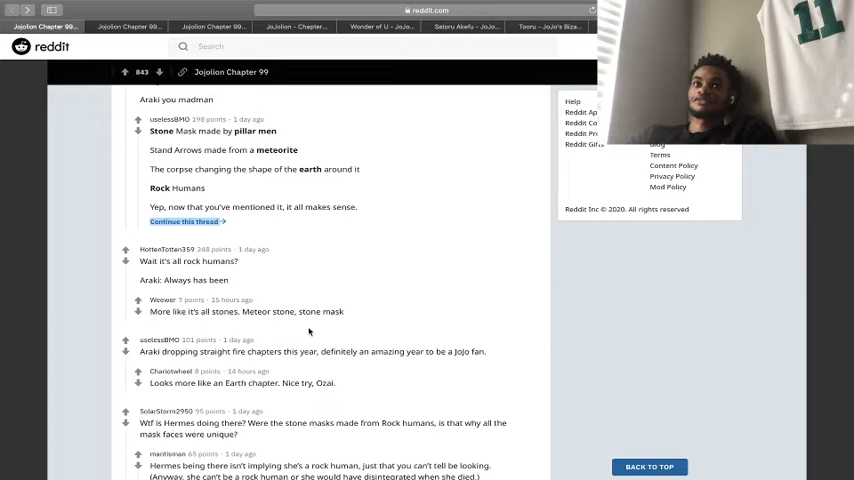 reddit.com
Jojolion Chapter 99...
Jojolion Chapter 99...
Jojolion Chapter 99...
JoJolion - Chapter...
Wonder of U - JoJo...
Satoru Akefu - JoJo...
Tooru - JoJo's Biza...
reddit
Search
843
Jojolion Chapter 99
Araki you madman
uselessBMO 198 points · 1 day ago
Stone Mask made by pillar men
Stand Arrows made from a meteorite
The corpse changing the shape of the earth around it
Rock Humans
Yep, now that you've mentioned it, it all makes sense.
Continue this thread →
HottenTotten359 248 points · 1 day ago
Wait it's all rock humans?
Araki: Always has been
Weewer 7 points · 15 hours ago
More like it's all stones. Meteor stone, stone mask
uselessBMO 101 points · 1 day ago
Araki dropping straight fire chapters this year, definitely an amazing year to be a JoJo fan.
Chariotwheel 8 points · 14 hours ago
Looks more like an Earth chapter. Nice try, Ozai.
SolarStorm2950 95 points · 1 day ago
Wtf is Hermes doing there? Were the stone masks made from Rock humans, is that why all the
mask faces were unique?
mantisman 65 points · 1 day ago
Hermes being there isn't implying she's a rock human, just that you can't tell be looking.
(Anyway, she can't be a rock human or she would have disintegrated when she died.)
Help
Reddit Ap
Reddit Co
Reddit Pr
Reddit Gifts
Blog
Terms
Content Policy
Privacy Policy
Mod Policy
Reddit Inc © 2020. All rights reserved
BACK TO TOP
11